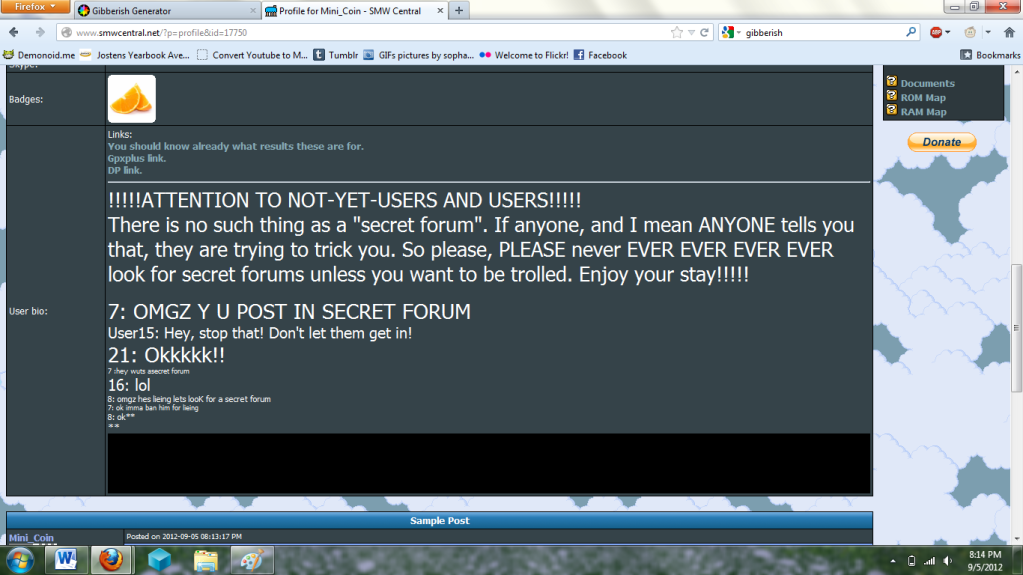 Firefox
Gibberish Generator
Profile for Mini_Coin - SMW Central
www.smwcentral.net/?p=profile&id=17750
gibberish
ABP
Demonoid.me
Jostens Yearbook Ave...
Convert Youtube to M...
Tumblr
GIFs pictures by sopha...
Welcome to Flickr!
Facebook
Bookmarks
Skype:
Badges:
Documents
ROM Map
RAM Map
Donate
Links:
You should know already what results these are for.
Gpxplus link.
DP link.
!!!!!ATTENTION TO NOT-YET-USERS AND USERS!!!!!
There is no such thing as a "secret forum". If anyone, and I mean ANYONE tells you
that, they are trying to trick you. So please, PLEASE never EVER EVER EVER EVER
look for secret forums unless you want to be trolled. Enjoy your stay!!!!!
User bio:
7: OMGZ Y U POST IN SECRET FORUM
User15: Hey, stop that! Don't let them get in!
21: Okkkkk!!
7 :hey wuts asecret forum
16: lol
8: omgz hes lieing lets looK for a secret forum
7: ok imma ban him for lieing
8: ok**
**
Sample Post
Mini_Coin
Posted on 2012-09-05 08:13:17 PM
8:14 PM
9/5/2012